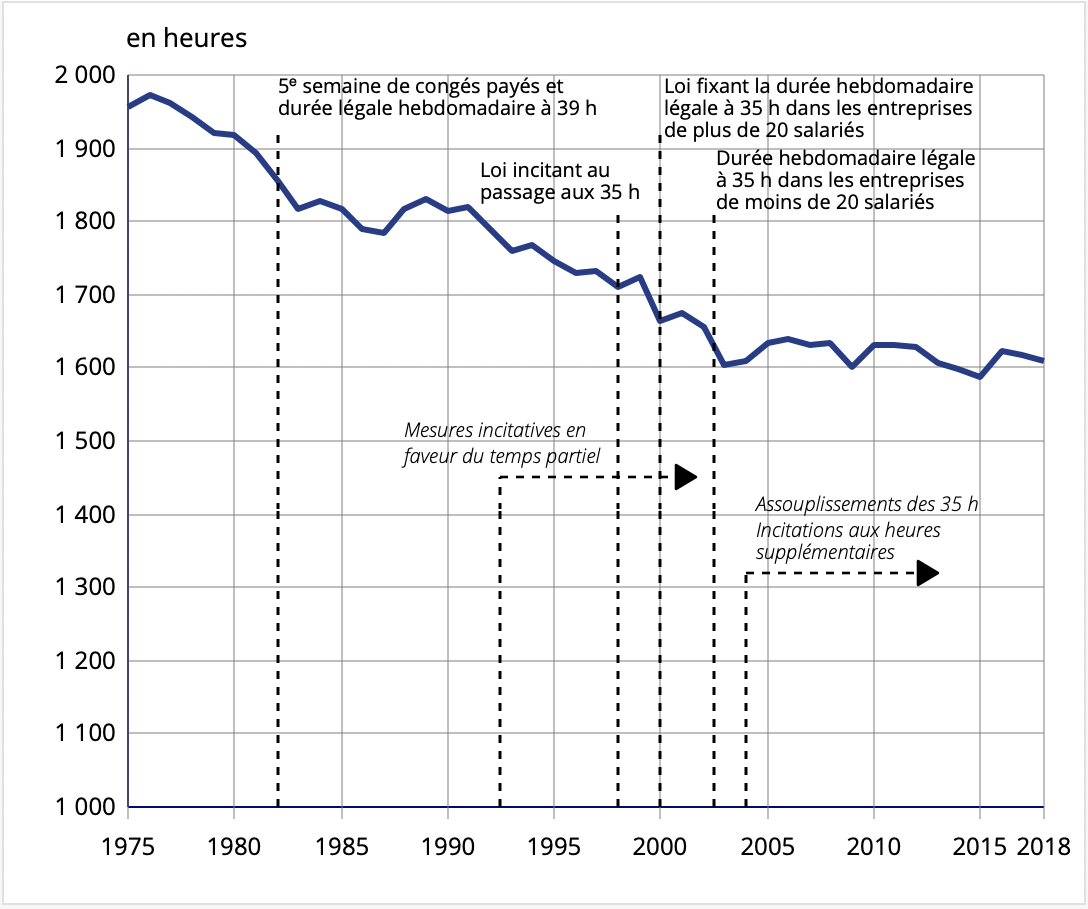 en heures
2 000
1 900
1 800
1 700
1 600
1 500
1 400
1 300
1 200
1 100
1 000
5e semaine de congés payés et
durée légale hebdomadaire à 39 h
Loi incitant au
passage aux 35 h
Loi fixant la durée hebdomadaire
légale à 35 h dans les entreprises
de plus de 20 salariés
Durée hebdomadaire légale
à 35 h dans les entreprises
de moins de 20 salariés
Mesures incitatives en
faveur du temps partiel
Assouplissements des 35 h
Incitations aux heures
supplémentaires
1975 1980 1985 1990 1995 2000 2005 2010 2015 2018